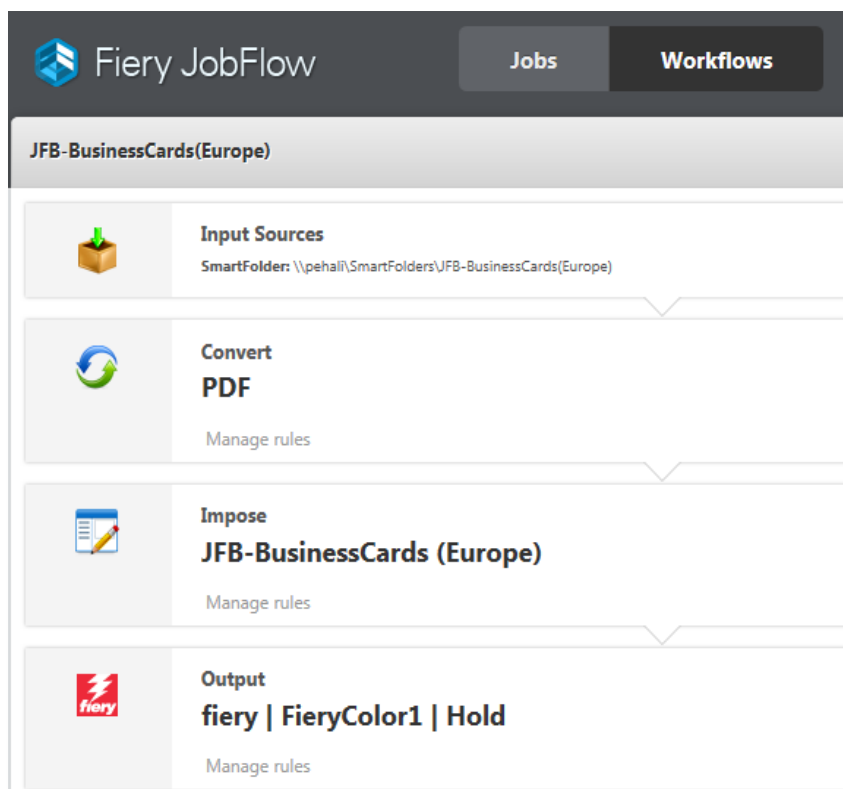 Fiery JobFlow
Jobs
Workflows
JFB-BusinessCards(Europe)
Input Sources
SmartFolder: \\pehali\SmartFolders\JFB-BusinessCards(Europe)
Convert
PDF
Manage rules
Impose
JFB-BusinessCards (Europe)
Manage rules
fiery
Output
fiery | FieryColor1 | Hold
Manage rules